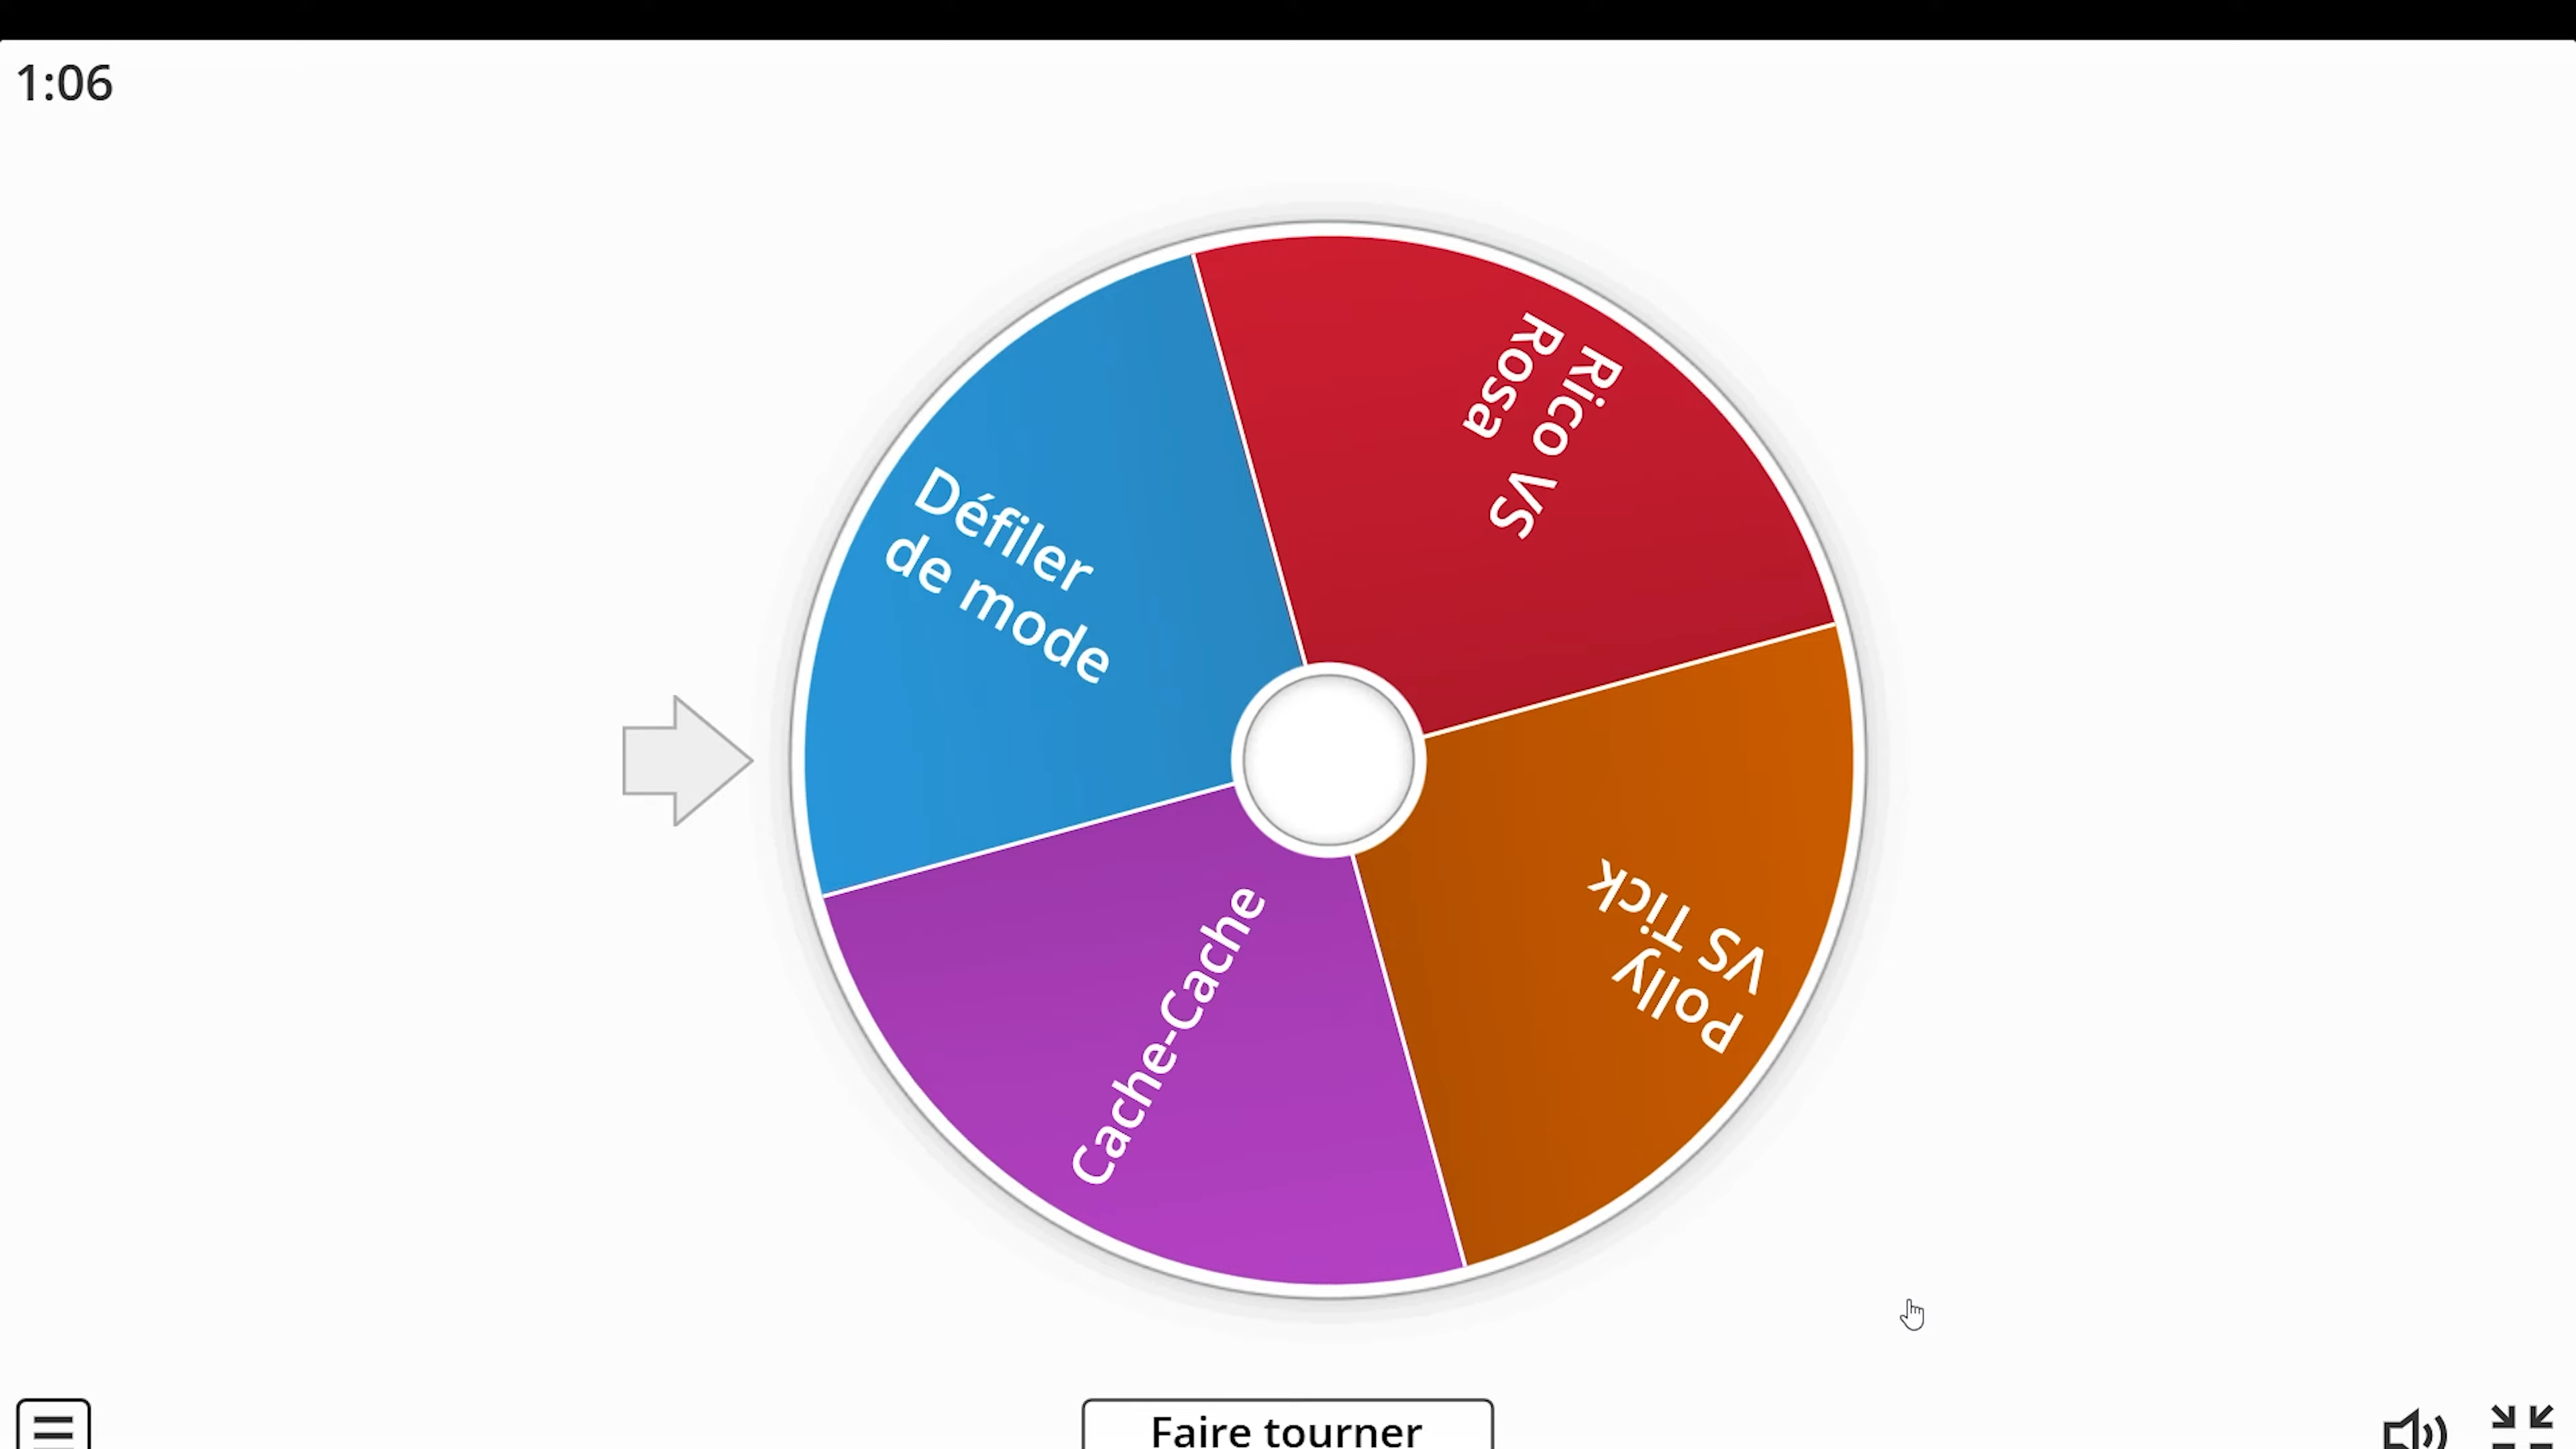 1:06
Défiler
de mode
Rico VS
Rosa
Polly
VS Tick
Cache-Cache
Faire tourner